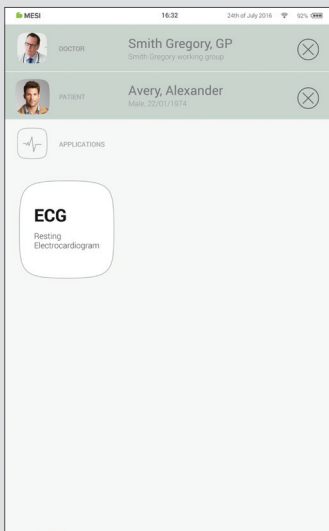 MESI 16:32 24th of July 2016 92%
DOCTOR Smith Gregory, GP
Smith Gregory working group
PATIENT Avery, Alexander
Male, 22/01/1974
APPLICATIONS
ECG
Resting
Electrocardiogram